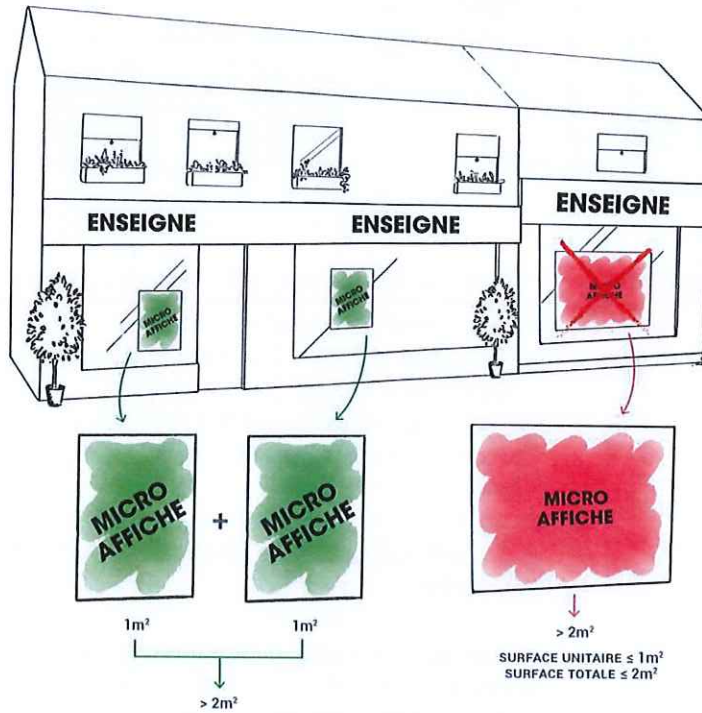 ENSEIGNE
ENSEIGNE
ENSEIGNE
MICRO
AFFICHE
MICRO
AFFICHE
MICRO
AFFICHE
MICRO
AFFICHE
+
MICRO
AFFICHE
MICRO
AFFICHE
1m²
1m²
> 2m²
> 2m²
SURFACE UNITAIRE ≤ 1m²
SURFACE TOTALE ≤ 2m²